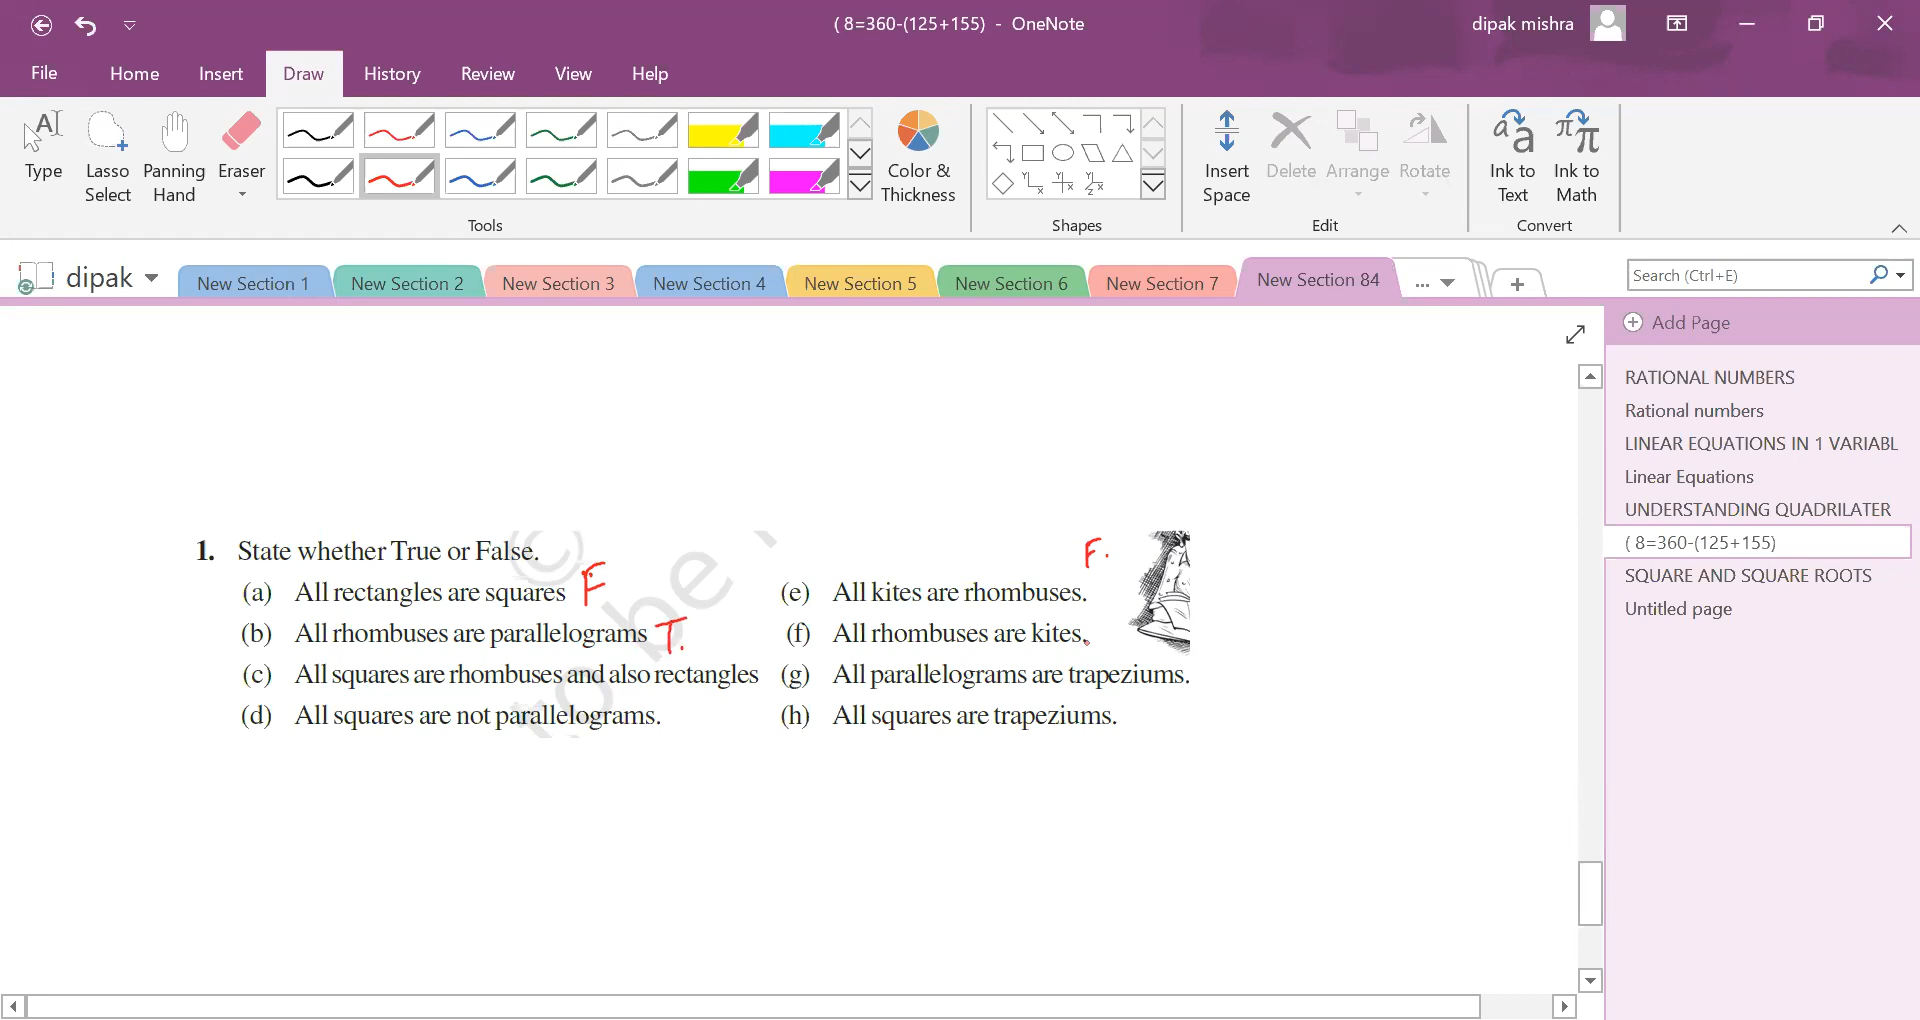 ( 8=360-(125+155) - OneNote
dipak mishra
File Home Insert Draw History Review View Help
Type
Lasso Select
Panning Hand
Eraser
Color & Thickness
Insert Space
Delete
Arrange
Rotate
Ink to Text
Ink to Math
Tools
Shapes
Edit
Convert
dipak
New Section 1
New Section 2
New Section 3
New Section 4
New Section 5
New Section 6
New Section 7
New Section 84
...
Search (Ctrl+E)
Add Page
RATIONAL NUMBERS
Rational numbers
LINEAR EQUATIONS IN 1 VARIABL
Linear Equations
UNDERSTANDING QUADRILATER
( 8=360-(125+155)
SQUARE AND SQUARE ROOTS
Untitled page
1. State whether True or False.
(a) All rectangles are squares F
(b) All rhombuses are parallelograms T.
(c) All squares are rhombuses and also rectangles
(d) All squares are not parallelograms.
F.
(e) All kites are rhombuses.
(f) All rhombuses are kites.
(g) All parallelograms are trapeziums.
(h) All squares are trapeziums.
© to be